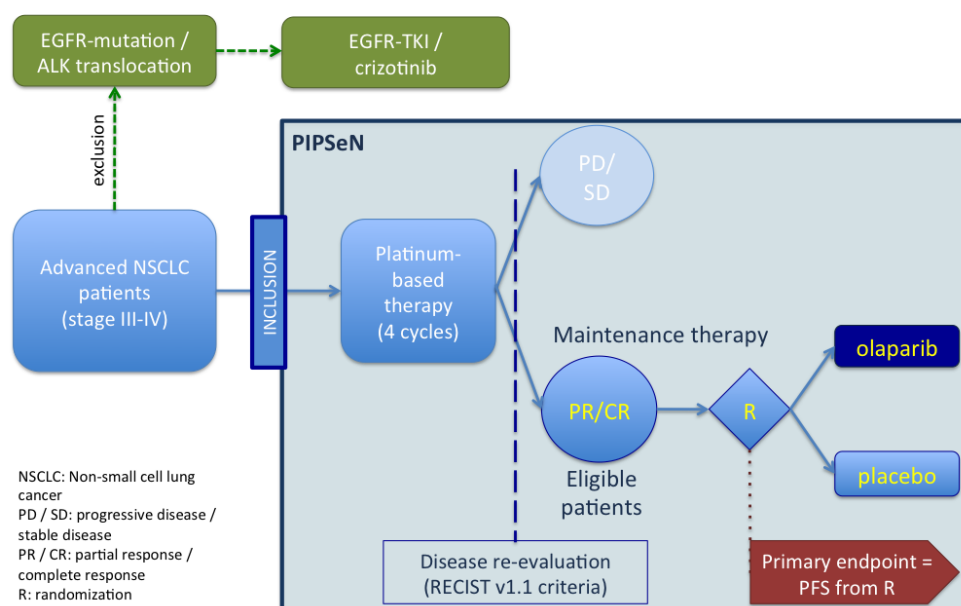 EGFR-mutation /
ALK translocation
EGFR-TKI /
crizotinib
exclusion
PIPSeN
PD/
SD
Advanced NSCLC
patients
(stage III-IV)
INCLUSION
Platinum-
based
therapy
(4 cycles)
Maintenance therapy
olaparib
PR/CR
R
Eligible
patients
placebo
NSCLC: Non-small cell lung
cancer
PD / SD: progressive disease /
stable disease
PR / CR: partial response /
complete response
R: randomization
Disease re-evaluation
(RECIST v1.1 criteria)
Primary endpoint =
PFS from R